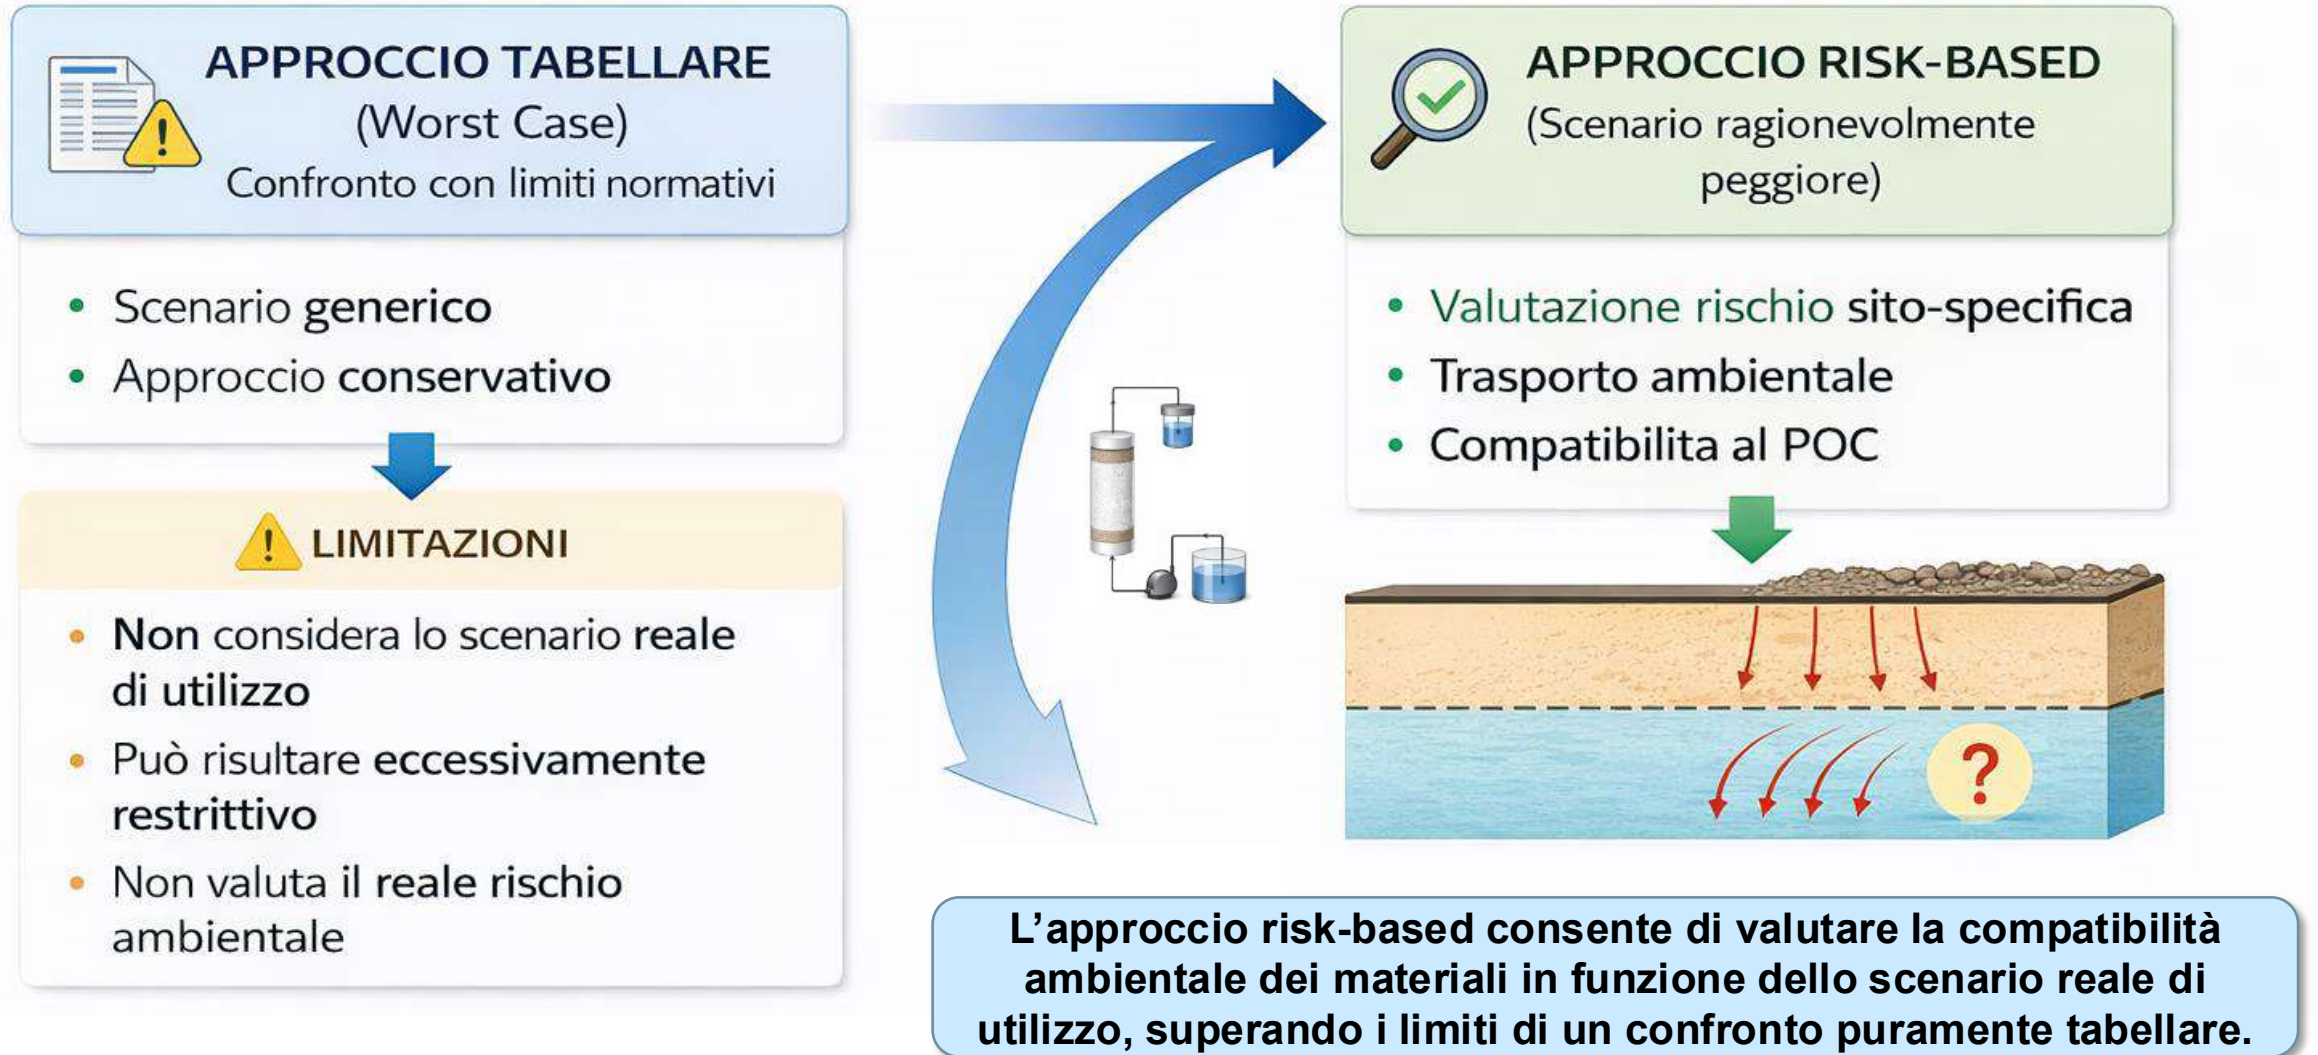 APPROCCIO TABELLARE
(Worst Case)
Confronto con limiti normativi
• Scenario generico
• Approccio conservativo
! LIMITAZIONI
• Non considera lo scenario reale
di utilizzo
• Può risultare eccessivamente
restrittivo
• Non valuta il reale rischio
ambientale
APPROCCIO RISK-BASED
(Scenario ragionevolmente
peggiore)
• Valutazione rischio sito-specifica
• Trasporto ambientale
• Compatibilita al POC
?
L’approccio risk-based consente di valutare la compatibilità
ambientale dei materiali in funzione dello scenario reale di
utilizzo, superando i limiti di un confronto puramente tabellare.